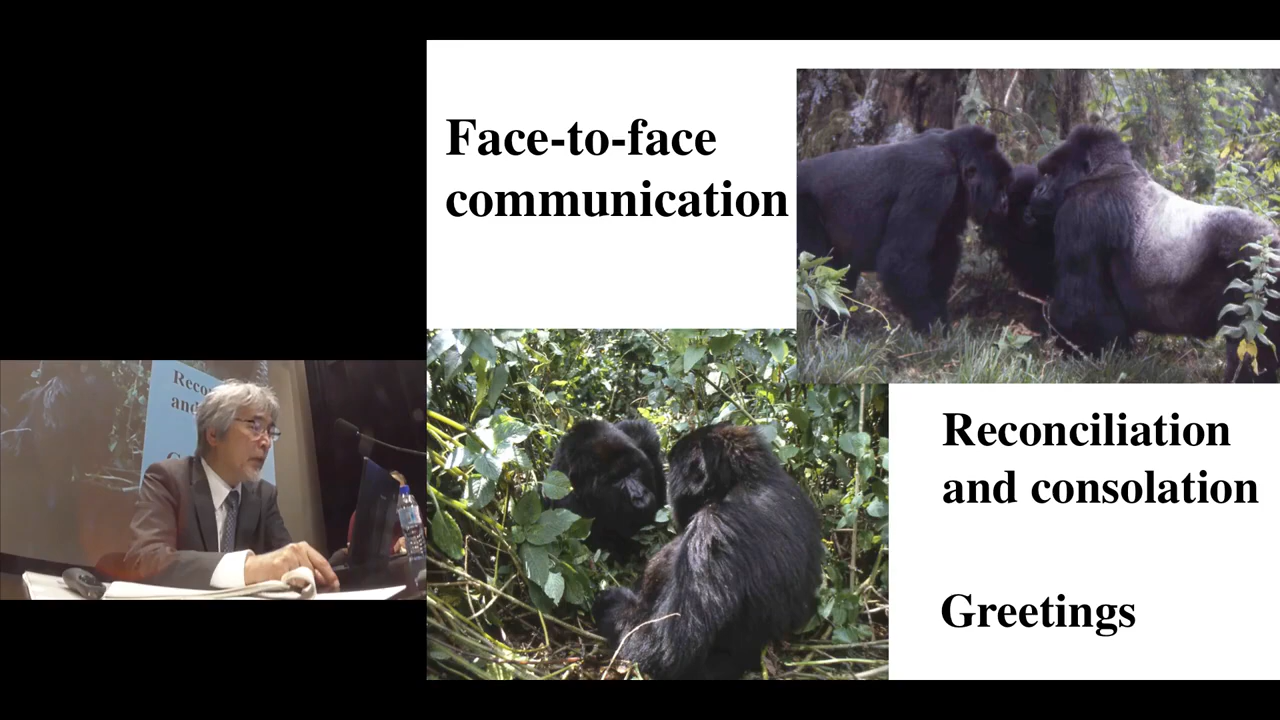 Face-to-face
communication
Reconciliation
and consolation
Greetings